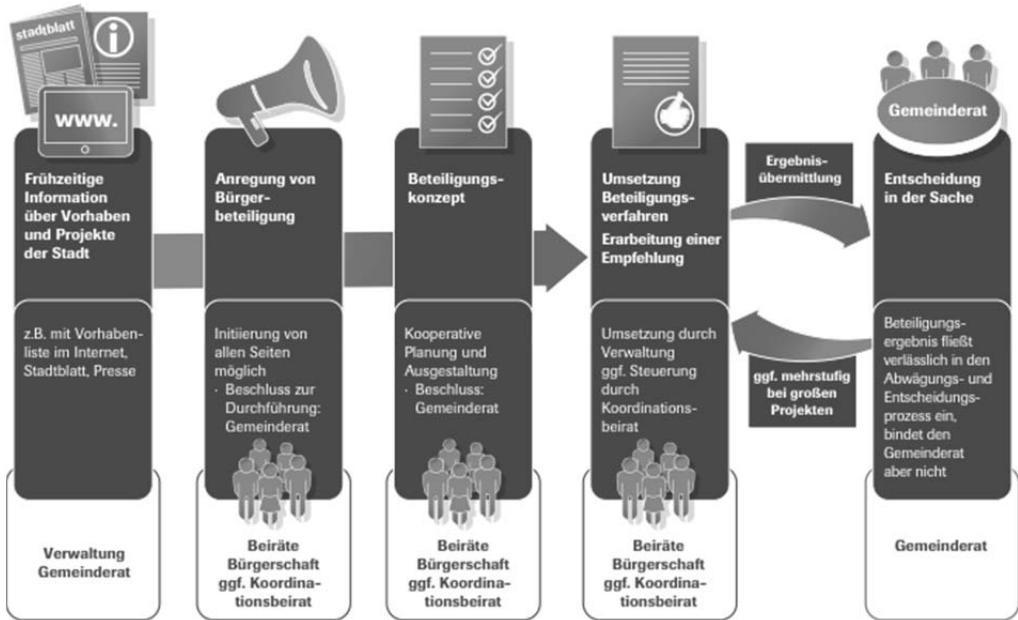 stadtblatt
www.
Frühzeitige
Information
über Vorhaben
und Projekte
der Stadt
z.B. mit Vorhaben-
liste im Internet,
Stadtblatt, Presse
Verwaltung
Gemeinderat
Anregung von
Bürger-
beteiligung
Initiierung von
allen Seiten
möglich
· Beschluss zur
Durchführung:
Gemeinderat
Beiräte
Bürgerschaft
ggf. Koordina-
tionsbeirat
Beteiligungs-
konzept
Kooperative
Planung und
Ausgestaltung
· Beschluss:
Gemeinderat
Beiräte
Bürgerschaft
ggf. Koordina-
tionsbeirat
Umsetzung
Beteiligungs-
verfahren
Erarbeitung einer
Empfehlung
Umsetzung durch
Verwaltung
ggf. Steuerung
durch
Koordinations-
beirat
Beiräte
Bürgerschaft
ggf. Koordina-
tionsbeirat
Ergebnis-
übermittlung
ggf. mehrstufig
bei großen
Projekten
Gemeinderat
Entscheidung
in der Sache
Beteiligungs-
ergebnis fließt
verlässlich in den
Abwägungs- und
Entscheidungs-
prozess ein,
bindet den
Gemeinderat
aber nicht
Gemeinderat